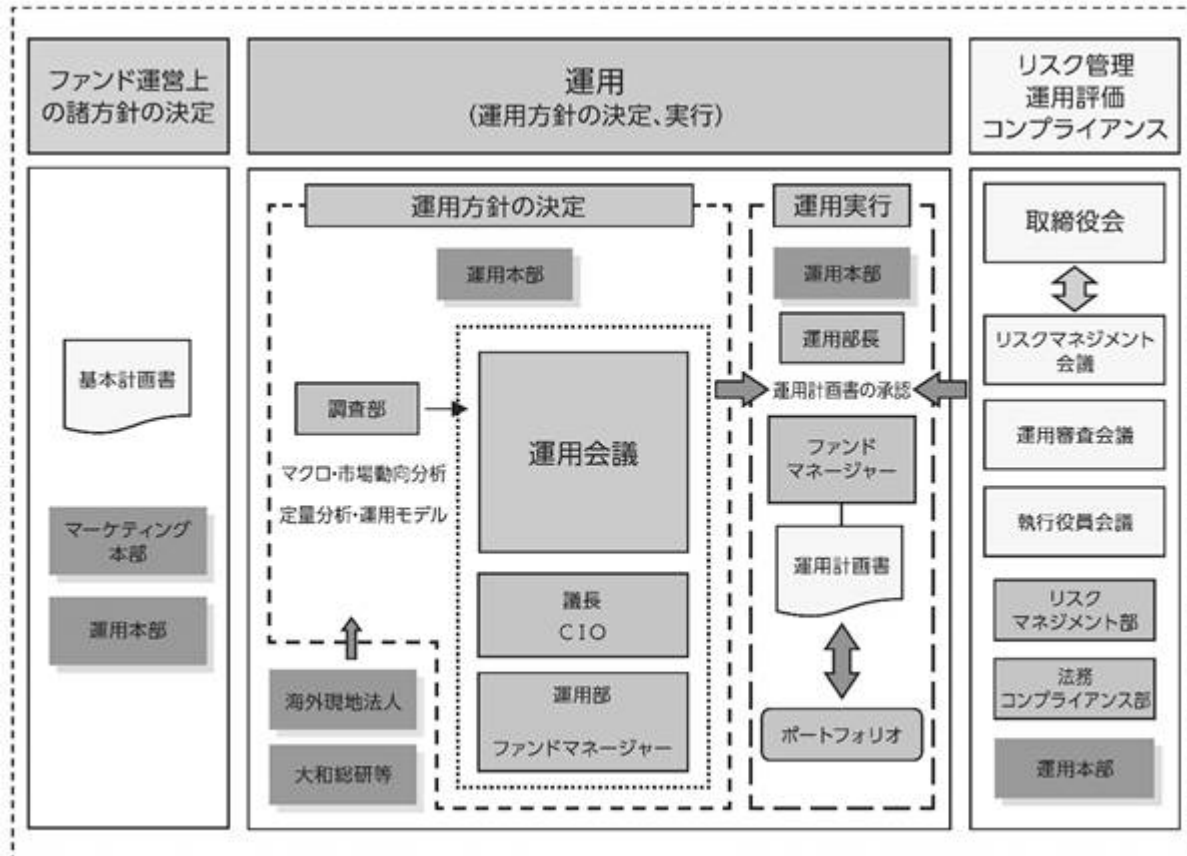 ファンド運営上
の諸方針の決定
運用
(運用方針の決定、実行)
リスク管理
運用評価
コンプライアンス
基本計画書
マーケティング
本部
運用本部
運用方針の決定
運用本部
調査部
マクロ・市場動向分析
定量分析・運用モデル
運用会議
議長
CIO
運用部
ファンドマネージャー
海外現地法人
大和総研等
運用実行
運用本部
運用部長
運用計画書の承認
ファンド
マネージャー
運用計画書
ポートフォリオ
取締役会
リスクマネジメント
会議
運用審査会議
執行役員会議
リスク
マネジメント部
法務
コンプライアンス部
運用本部